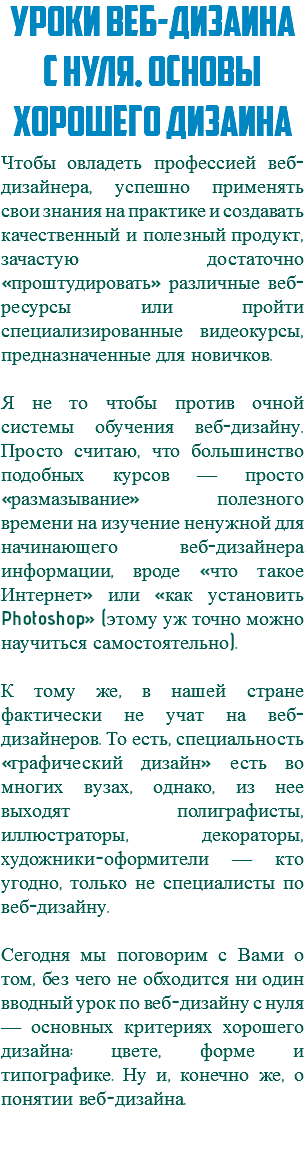 УРОКИ ВЕБ-ДИЗАИНА
С НУЛЯ. ОСНОВЫ
ХОРОШЕГО ДИЗАИНА
Чтобы овладеть профессией веб-
дизайнера, успешно применять
свои знания на практике и создавать
качественный и полезный продукт,
зачастую достаточно
«проштудировать» различные веб-
ресурсы или пройти
специализированные видеокурсы,
предназначенные для новичков.
Я не то чтобы против очной
системы обучения веб-дизайну.
Просто считаю, что большинство
подобных курсов — просто
«размазывание» полезного
времени на изучение ненужной для
начинающего веб-дизайнера
информации, вроде «что такое
Интернет» или «как установить
Photoshop» (этому уж точно можно
научиться самостоятельно).
К тому же, в нашей стране
фактически не учат на веб-
дизайнеров. То есть, специальность
«графический дизайн» есть во
многих вузах, однако, из нее
выходят полиграфисты,
иллюстраторы, декораторы,
художники-оформители — кто
угодно, только не специалисты по
веб-дизайну.
Сегодня мы поговорим с Вами о
том, без чего не обходится ни один
вводный урок по веб-дизайну с нуля
— основных критериях хорошего
дизайна: цвете, форме и
типографике. Ну и, конечно же, о
понятии веб-дизайна.